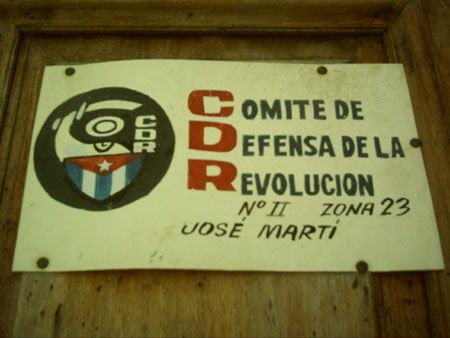 CDR
COMITE DE
DEFENSA DE LA
REVOLUCION
Nº II ZONA 23
JOSÉ MARTÍ